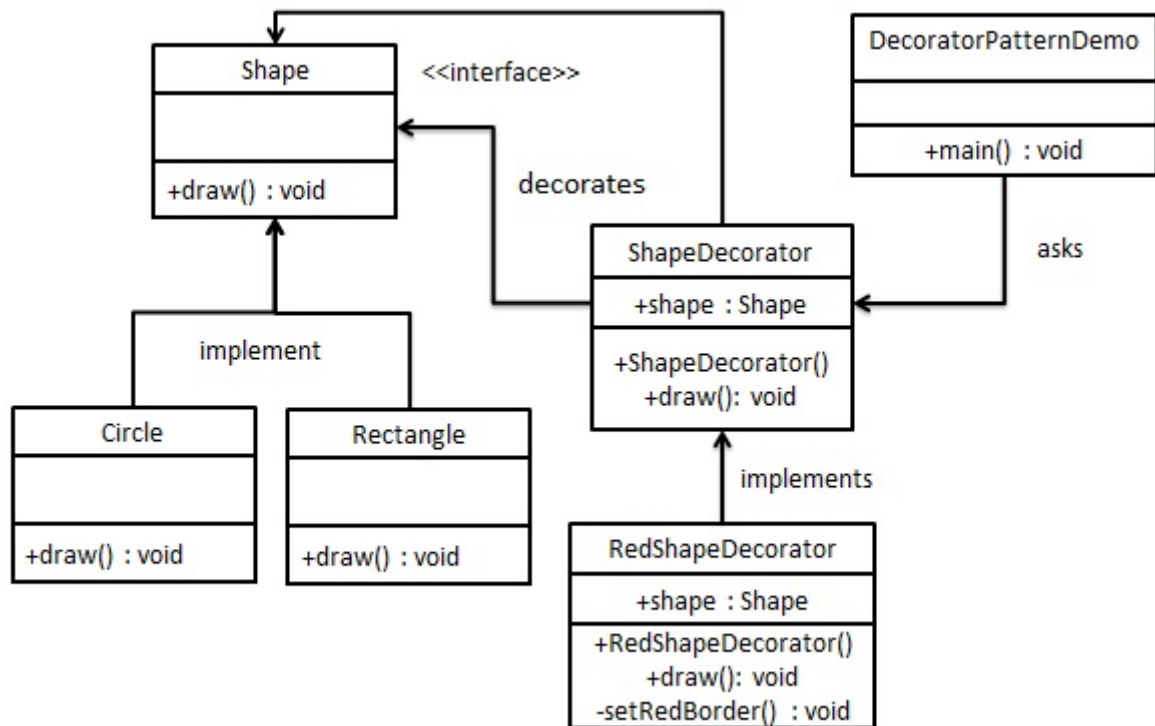 Shape
+draw() : void
<<interface>>
decorates
DecoratorPatternDemo
+main() : void
asks
ShapeDecorator
+shape : Shape
+ShapeDecorator()
+draw(): void
implement
Circle
+draw() : void
Rectangle
+draw() : void
implements
RedShapeDecorator
+shape : Shape
+RedShapeDecorator()
+draw(): void
-setRedBorder() : void